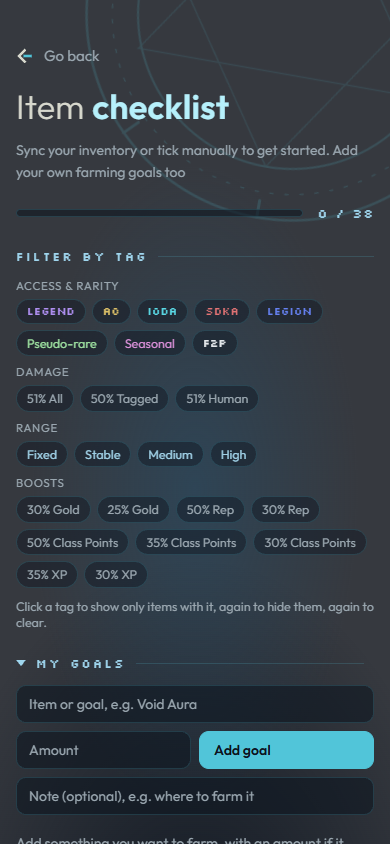 Go back
Item checklist
Sync your inventory or tick manually to get started. Add
your own farming goals too
0 / 38
FILTER BY TAG
ACCESS & RARITY
LEGEND AC IODA SDKA LEGION
Pseudo-rare Seasonal F2P
DAMAGE
51% All 50% Tagged 51% Human
RANGE
Fixed Stable Medium High
BOOSTS
30% Gold 25% Gold 50% Rep 30% Rep
50% Class Points 35% Class Points 30% Class Points
35% XP 30% XP
Click a tag to show only items with it, again to hide them, again to
clear.
MY GOALS
Item or goal, e.g. Void Aura
Amount Add goal
Note (optional), e.g. where to farm it
Add something you want to farm, with an amount if it